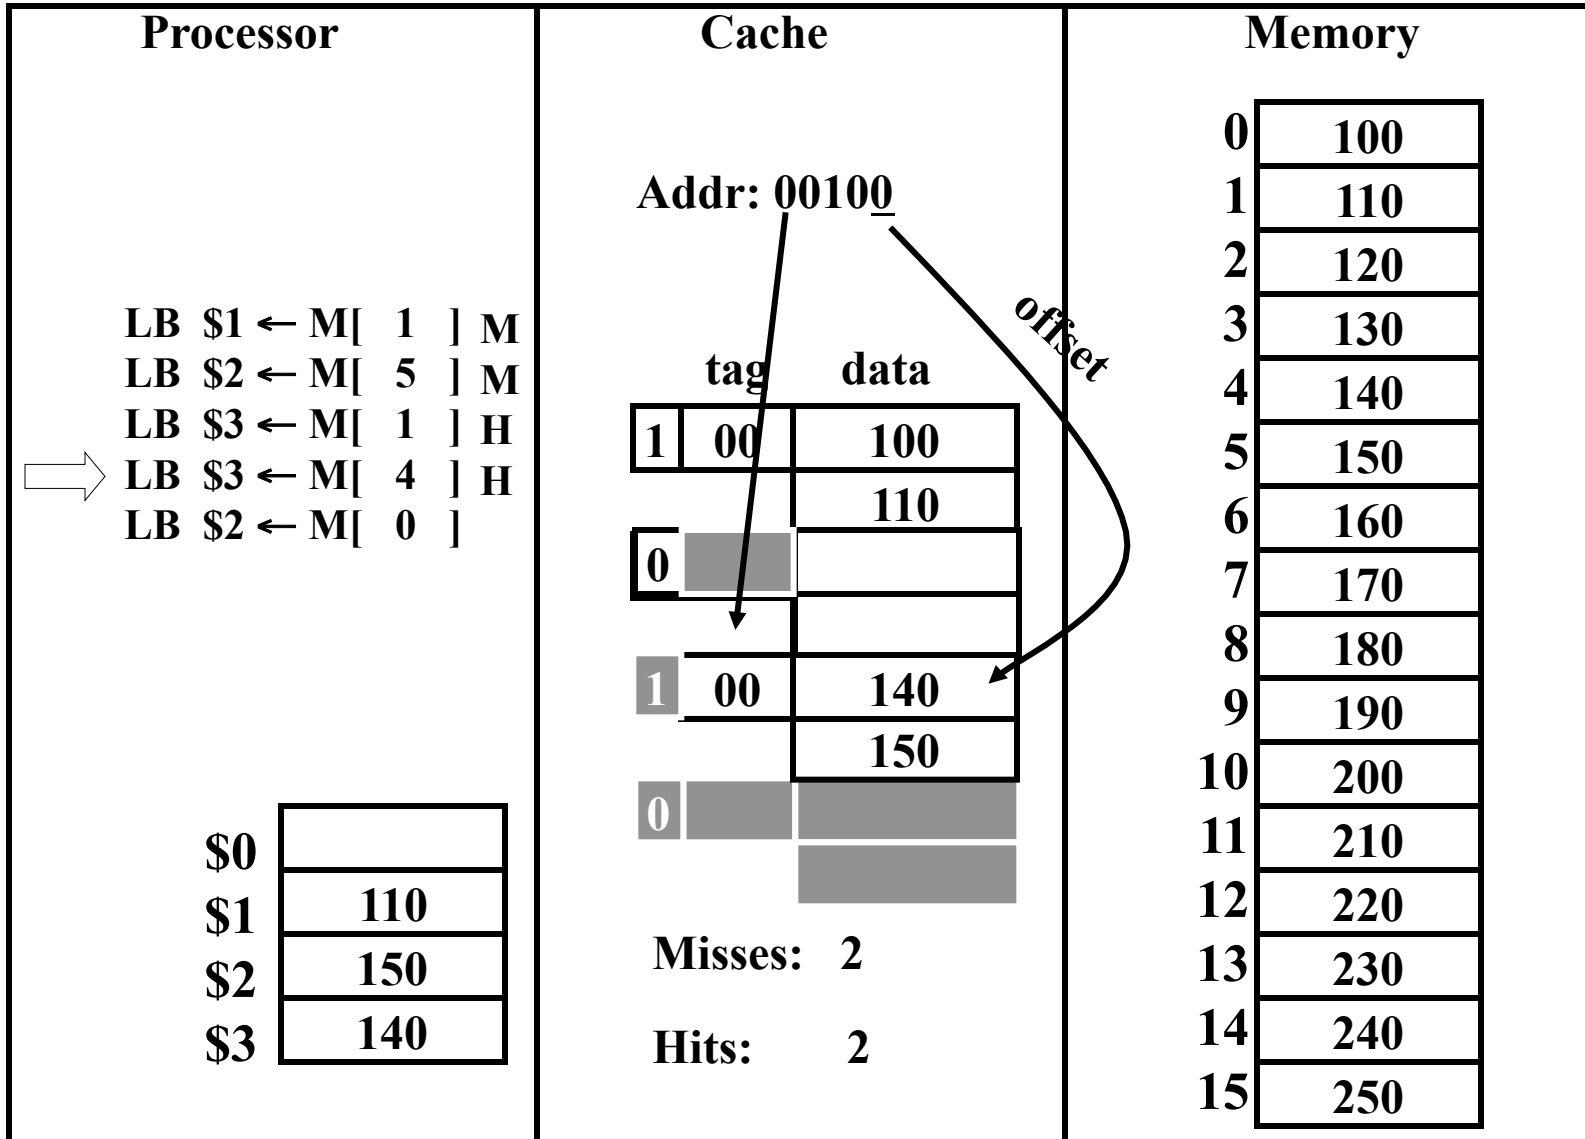 Processor
LB $1 ← M[ 1 ] M
LB $2 ← M[ 5 ] M
LB $3 ← M[ 1 ] H
LB $3 ← M[ 4 ] H
LB $2 ← M[ 0 ]
$0
$1 110
$2 150
$3 140
Cache
Addr: 00100
offset
tag data
1 00 100
110
0
1 00 140
150
0
Misses: 2
Hits: 2
Memory
0 100
1 110
2 120
3 130
4 140
5 150
6 160
7 170
8 180
9 190
10 200
11 210
12 220
13 230
14 240
15 250